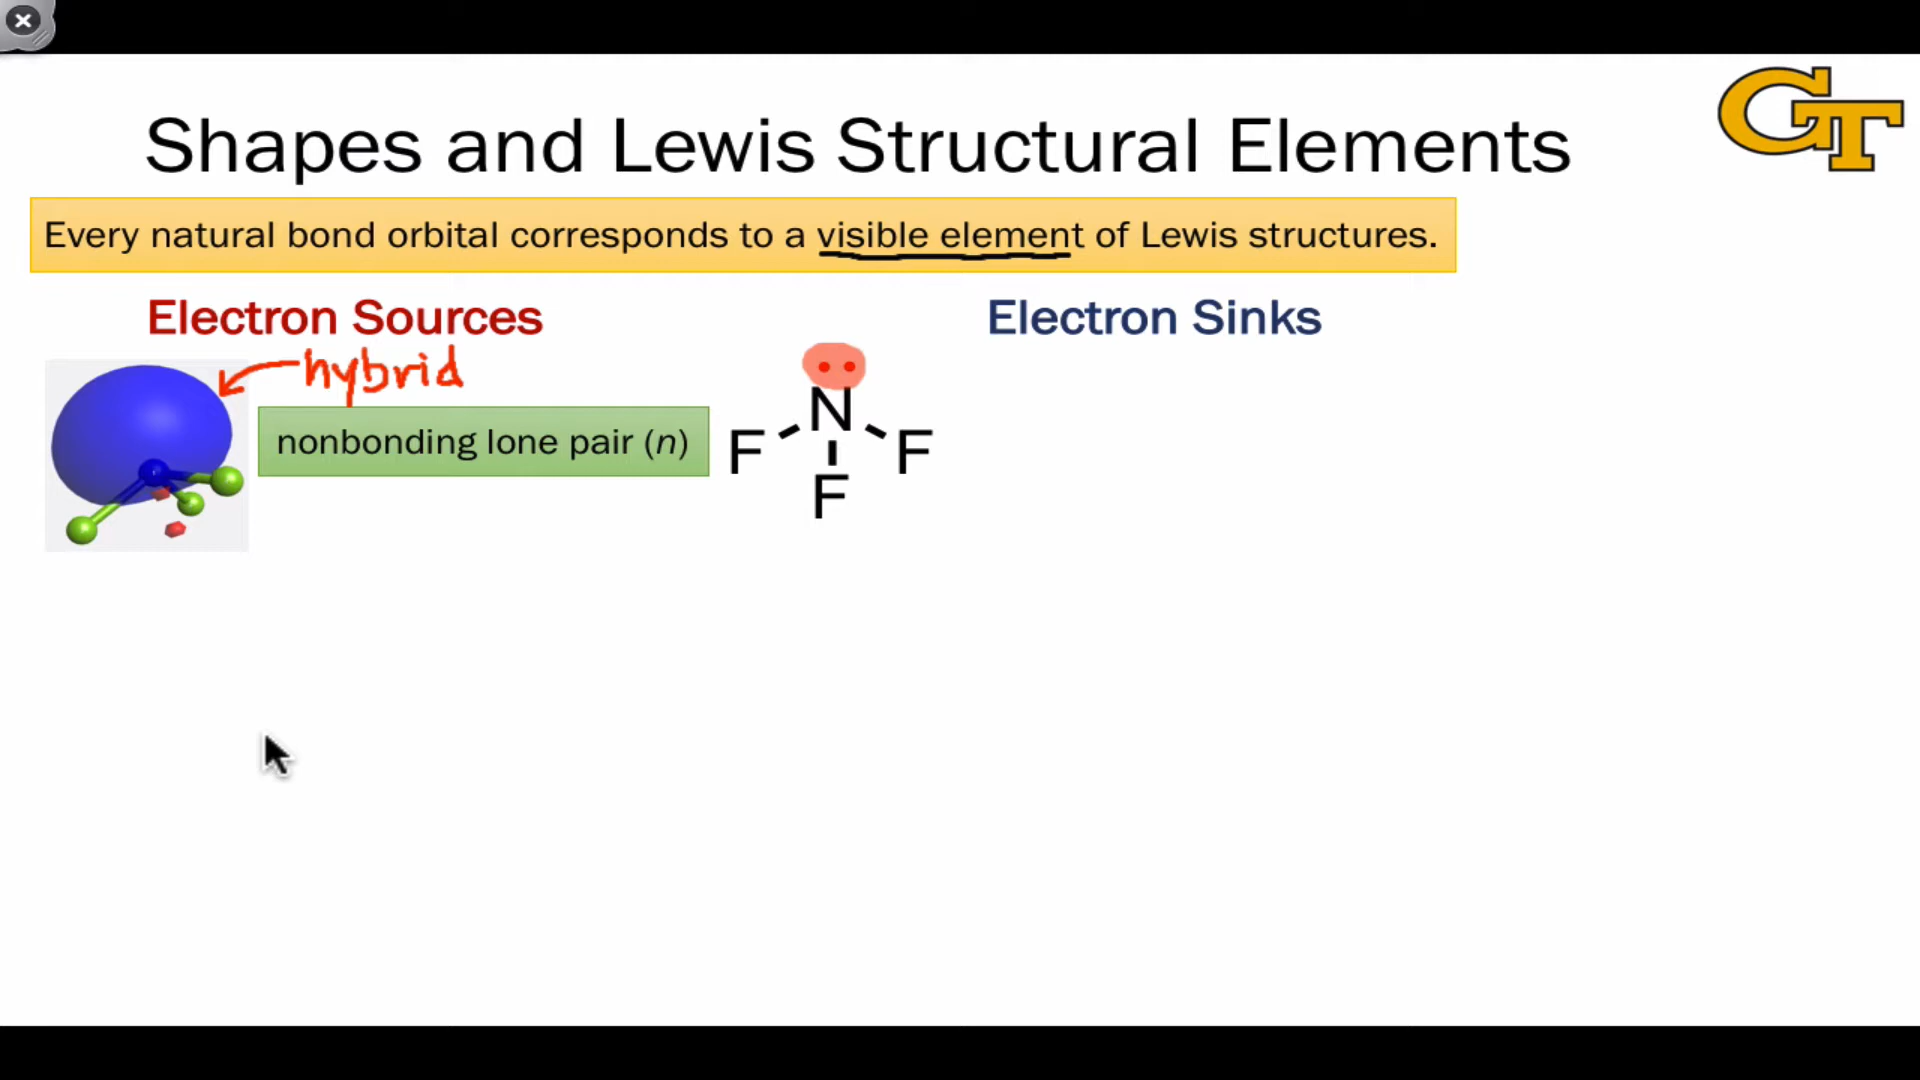 GT
Shapes and Lewis Structural Elements
Every natural bond orbital corresponds to a visible element of Lewis structures.
Electron Sources
Electron Sinks
hybrid
nonbonding lone pair (n)
N
F F
F